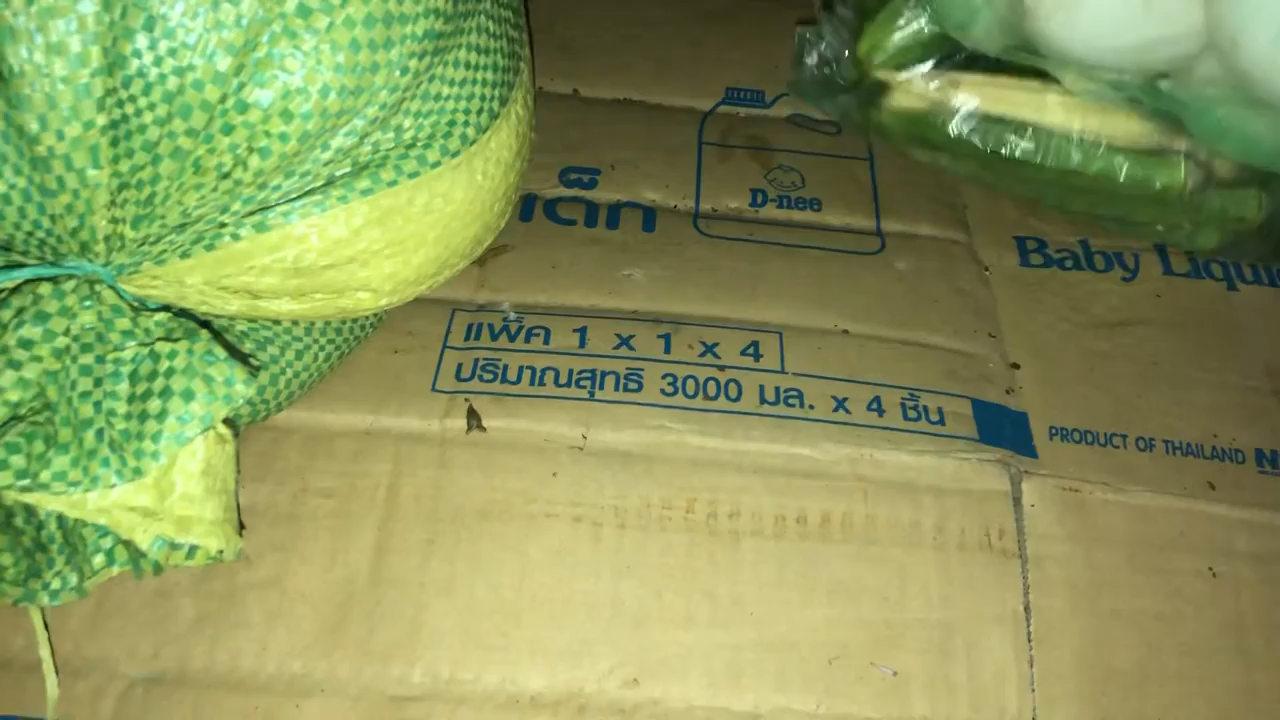 D-nee
เด็ก
Baby Liqui
แพ็ค 1 x 1 x 4
ปริมาณสุทธิ 3000 มล. x 4 ชิ้น
PRODUCT OF THAILAND